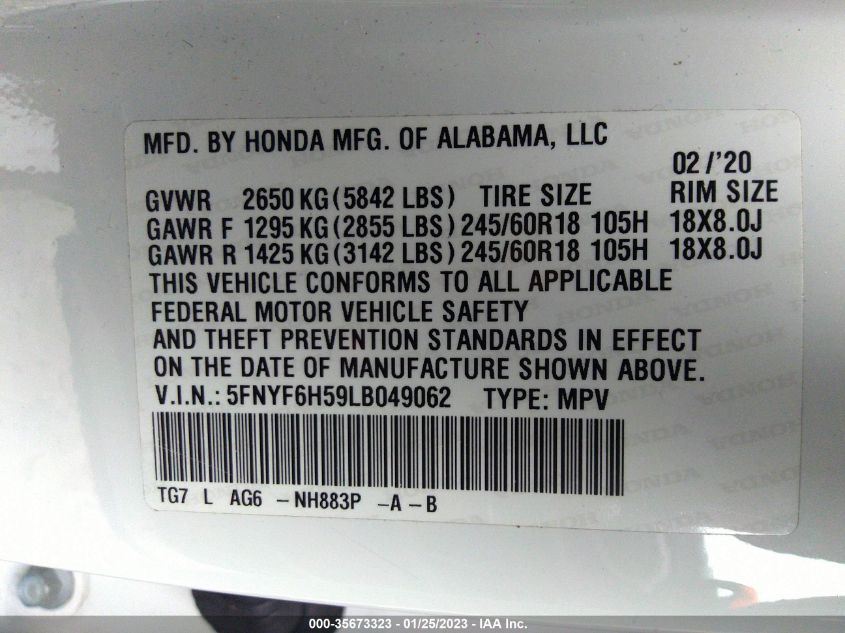 MFD. BY HONDA MFG. OF ALABAMA, LLC
02 /'20
GVWR 2650 KG (5842 LBS) TIRE SIZE RIM SIZE
GAWR F 1295 KG (2855 LBS) 245/60R18 105H 18X8.0J
GAWR R 1425 KG (3142 LBS) 245/60R18 105H 18X8.0J
THIS VEHICLE CONFORMS TO ALL APPLICABLE
FEDERAL MOTOR VEHICLE SAFETY
AND THEFT PREVENTION STANDARDS IN EFFECT
ON THE DATE OF MANUFACTURE SHOWN ABOVE.
V.I.N.: 5FNYF6H59LB049062 TYPE: MPV
TG7 L AG6 -NH883P -A -B
000-35673323 - 01/25/2023 - IAA Inc.